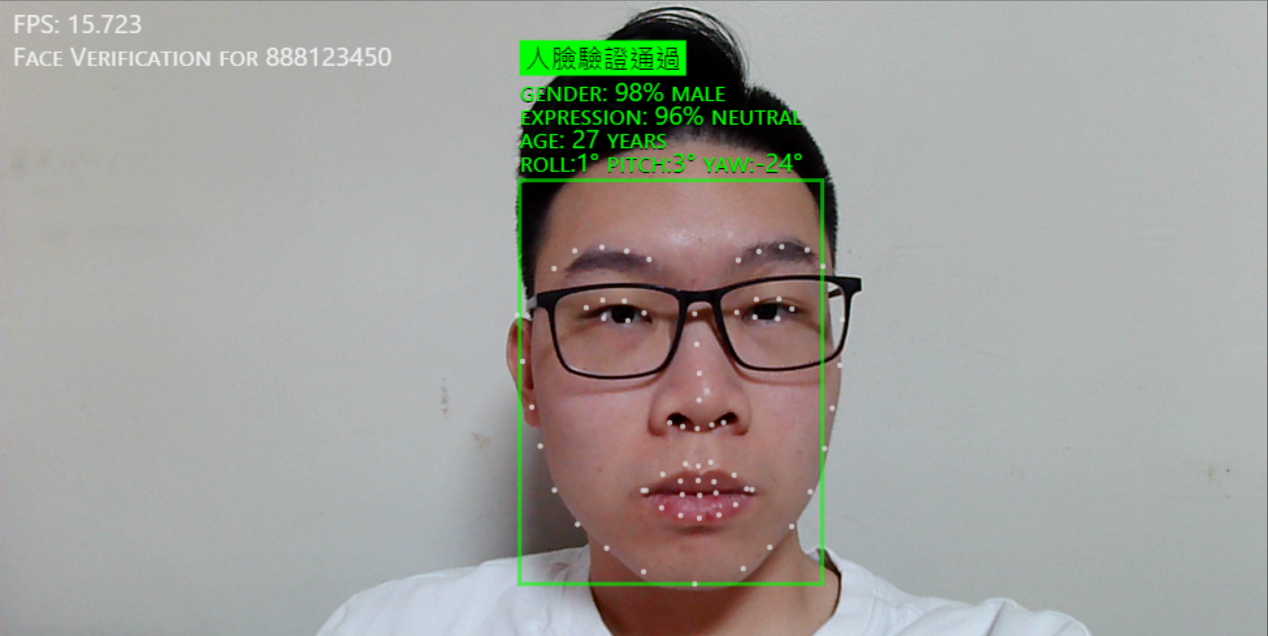 FPS: 15.723
FACE VERIFICATION FOR 888123450
人臉驗證通過
GENDER: 98% MALE
EXPRESSION: 96% NEUTRAL
AGE: 27 YEARS
ROLL:1° PITCH:3° YAW:-24°